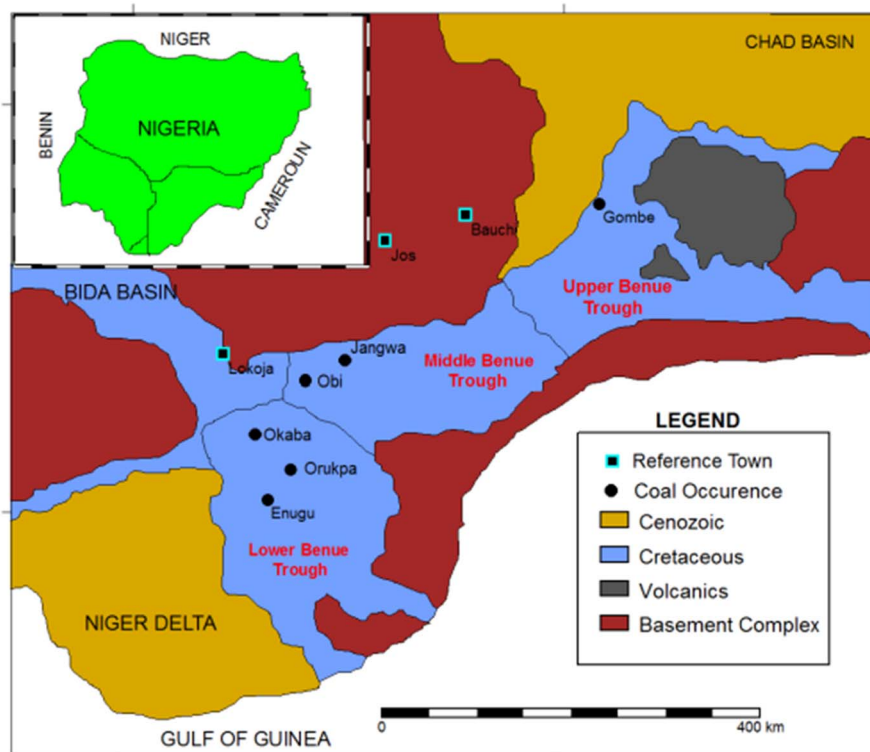 NIGER
BENIN
NIGERIA
CAMEROUN
CHAD BASIN
Gombe
Bauchi
Jos
BIDA BASIN
Upper Benue
Trough
Lokoja
Jangwa
Obi
Middle Benue
Trough
Okaba
Orukpa
Enugu
Lower Benue
Trough
NIGER DELTA
GULF OF GUINEA
LEGEND
Reference Town
Coal Occurence
Cenozoic
Cretaceous
Volcanics
Basement Complex
0
400 km